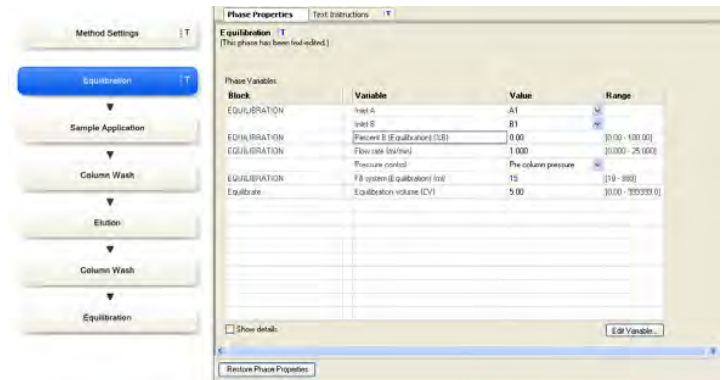 Method Settings T
Equilibration T
Sample Application
Column Wash
Elution
Column Wash
Equilibration
Phase Properties Text Instructions T
Equilibration T
(This phase has been text-edited.)
Phase Variables
Block Variable Value Range
EQUILIBRATION Inlet A A1
Inlet B B1
EQUILIBRATION Percent B (Equilibration) (%B) 0.00 [0.00 - 100.00]
EQUILIBRATION Flow rate (ml/min) 1.000 [0.000 - 25.000]
Pressure control Pre column pressure
EQUILIBRATION Fill system (Equilibration) (ml) 15
Equilibrate Equilibration volume (CV) 5.00
Show details Edit Variable...
Restore Phase Properties